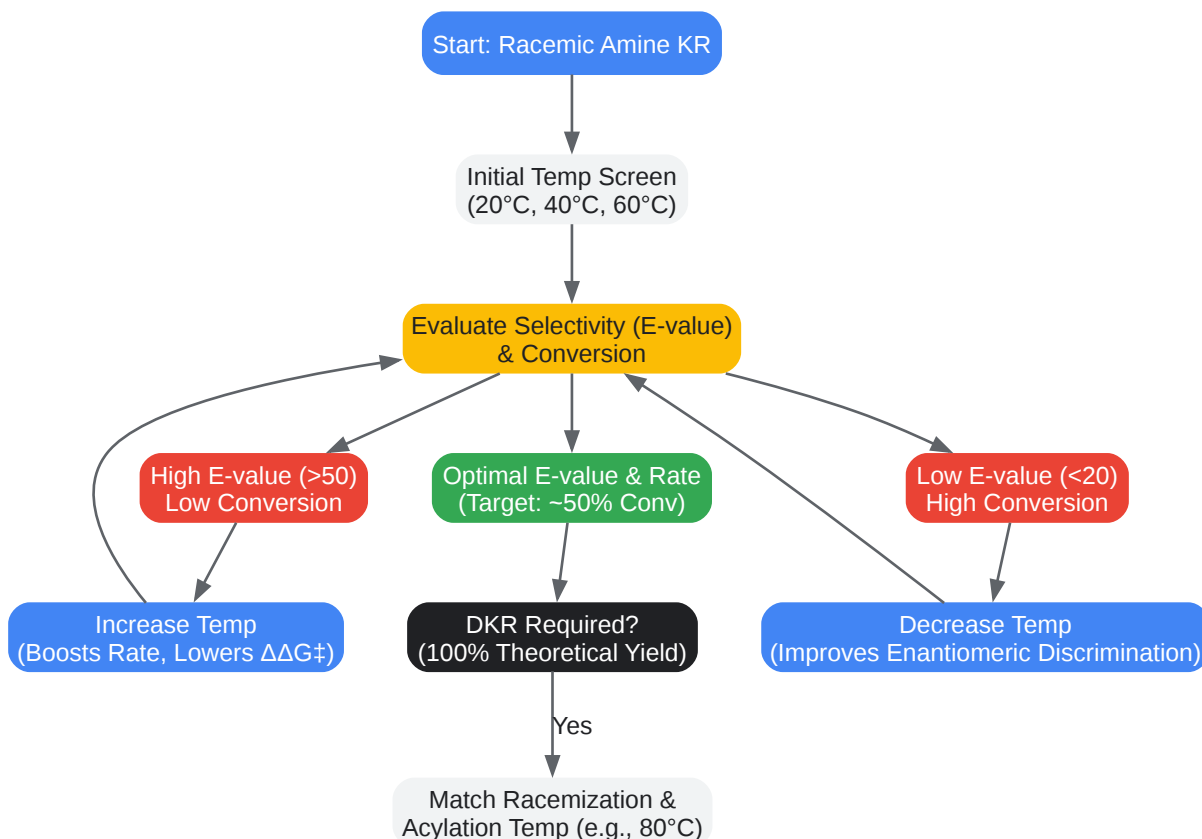 Start: Racemic Amine KR
Initial Temp Screen
(20°C, 40°C, 60°C)
Evaluate Selectivity (E-value)
& Conversion
High E-value (>50)
Low Conversion
Optimal E-value & Rate
(Target: ~50% Conv)
Low E-value (<20)
High Conversion
Increase Temp
(Boosts Rate, Lowers ΔΔG‡)
DKR Required?
(100% Theoretical Yield)
Decrease Temp
(Improves Enantiomeric Discrimination)
Yes
Match Racemization &
Acylation Temp (e.g., 80°C)